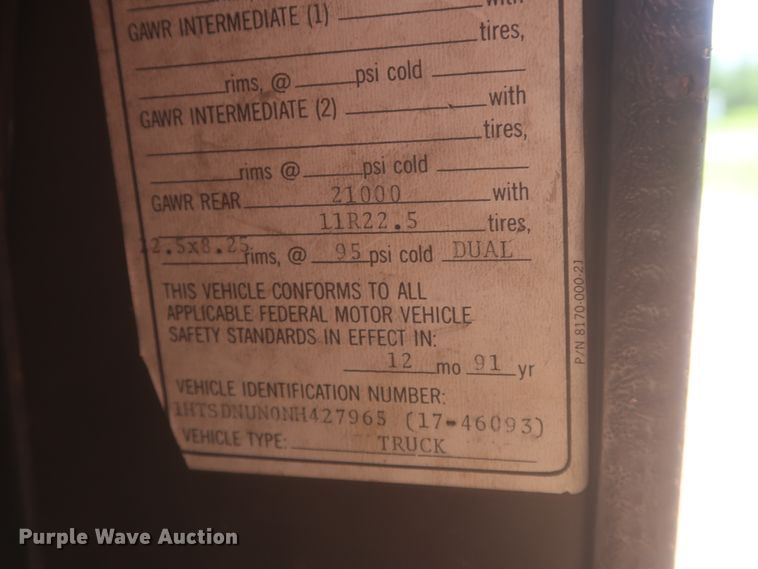 GAWR INTERMEDIATE (1) with
tires,
rims, @ psi cold
GAWR INTERMEDIATE (2) with
tires,
rims @ psi cold
GAWR REAR 21000 with
11R22.5 tires,
2.5x8.25 rims, @ 95 psi cold DUAL
THIS VEHICLE CONFORMS TO ALL
APPLICABLE FEDERAL MOTOR VEHICLE
SAFETY STANDARDS IN EFFECT IN:
12 mo 91 yr
VEHICLE IDENTIFICATION NUMBER:
1HTSDNUN0NH427965 (17-46093)
VEHICLE TYPE: TRUCK
P/N 8170-000-21
Purple Wave Auction